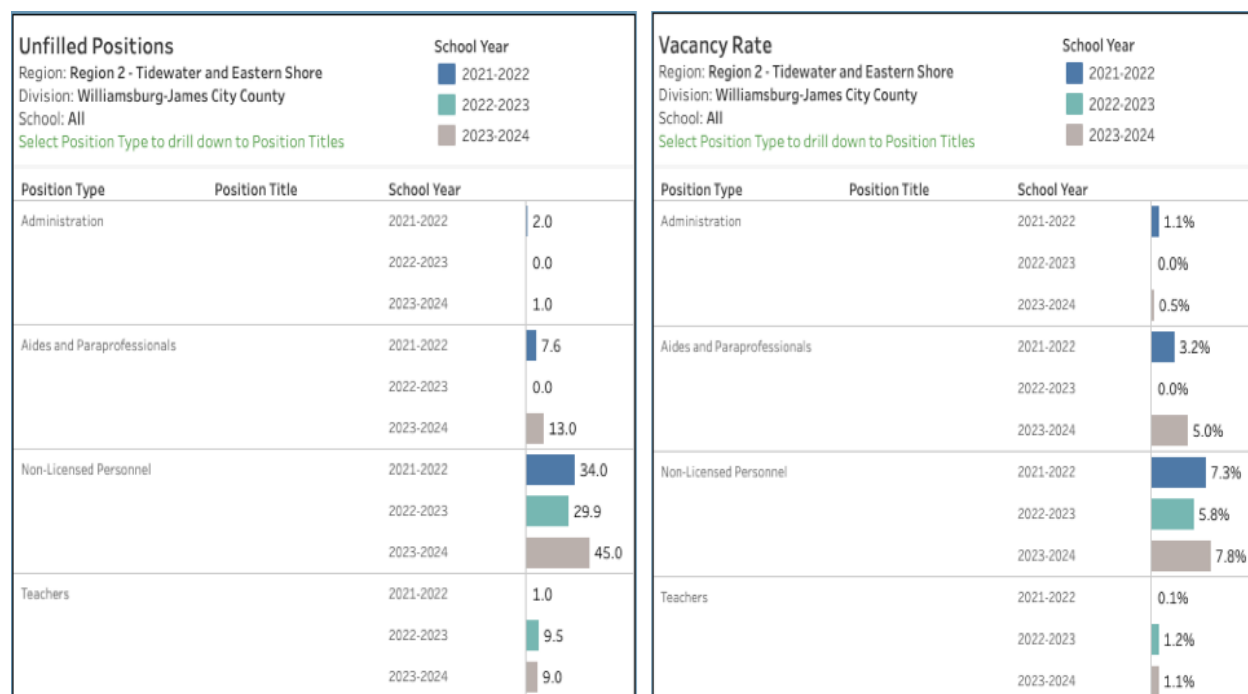 Unfilled Positions
Region: Region 2 - Tidewater and Eastern Shore
Division: Williamsburg-James City County
School: All
Select Position Type to drill down to Position Titles
School Year
2021-2022
2022-2023
2023-2024
Position Type Position Title School Year
Administration 2021-2022 2.0
2022-2023 0.0
2023-2024 1.0
Aides and Paraprofessionals 2021-2022 7.6
2022-2023 0.0
2023-2024 13.0
Non-Licensed Personnel 2021-2022 34.0
2022-2023 29.9
2023-2024 45.0
Teachers 2021-2022 1.0
2022-2023 9.5
2023-2024 9.0
Vacancy Rate
Region: Region 2 - Tidewater and Eastern Shore
Division: Williamsburg-James City County
School: All
Select Position Type to drill down to Position Titles
School Year
2021-2022
2022-2023
2023-2024
Position Type Position Title School Year
Administration 2021-2022 1.1%
2022-2023 0.0%
2023-2024 0.5%
Aides and Paraprofessionals 2021-2022 3.2%
2022-2023 0.0%
2023-2024 5.0%
Non-Licensed Personnel 2021-2022 7.3%
2022-2023 5.8%
2023-2024 7.8%
Teachers 2021-2022 0.1%
2022-2023 1.2%
2023-2024 1.1%